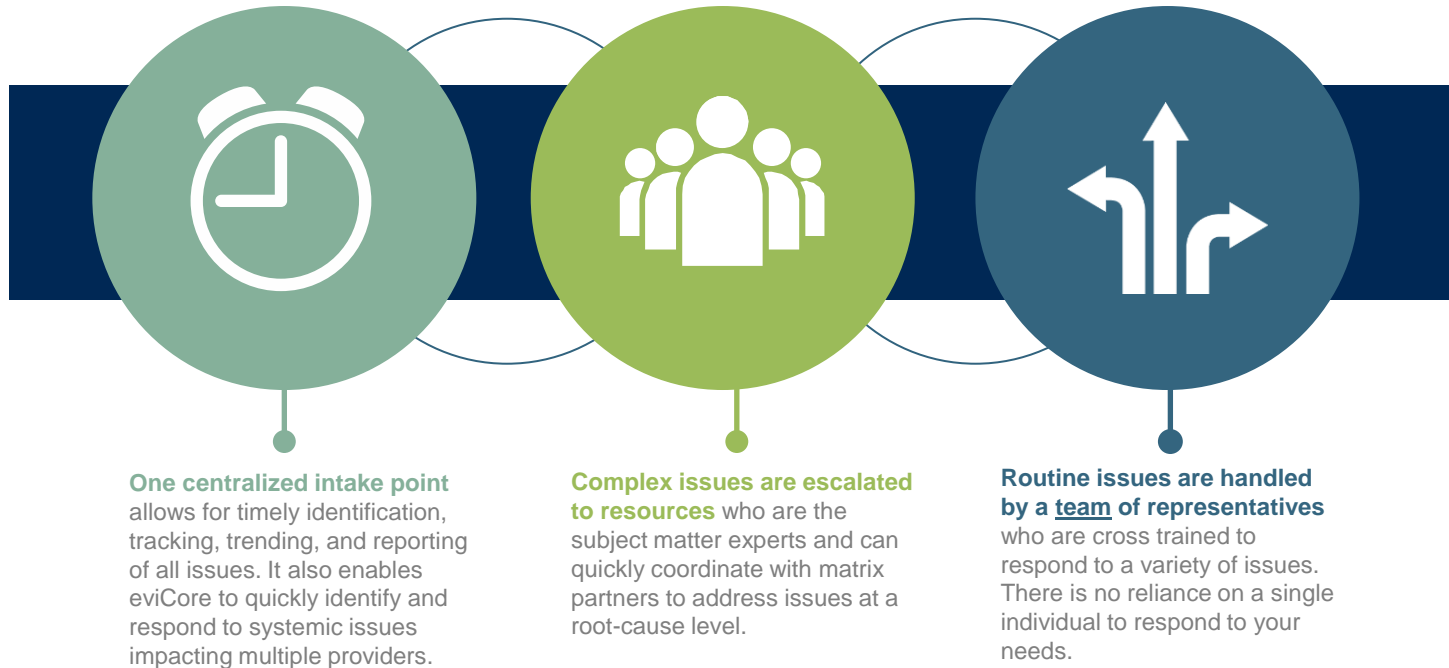 One centralized intake point
allows for timely identification,
tracking, trending, and reporting
of all issues. It also enables
eviCore to quickly identify and
respond to systemic issues
impacting multiple providers.
Complex issues are escalated
to resources who are the
subject matter experts and can
quickly coordinate with matrix
partners to address issues at a
root-cause level.
Routine issues are handled
by a team of representatives
who are cross trained to
respond to a variety of issues.
There is no reliance on a single
individual to respond to your
needs.